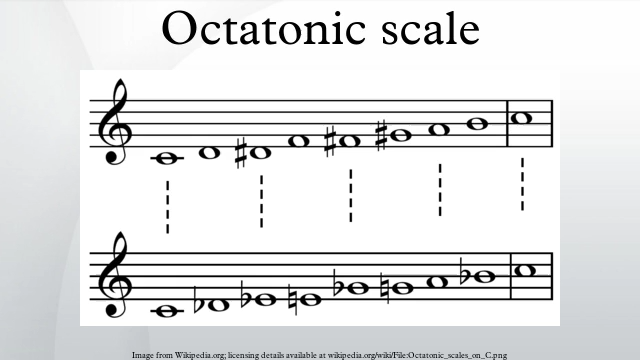 Octatonic scale
Image from Wikipedia.org; licensing details available at wikipedia.org/wiki/File:Octatonic_scales_on_C.png